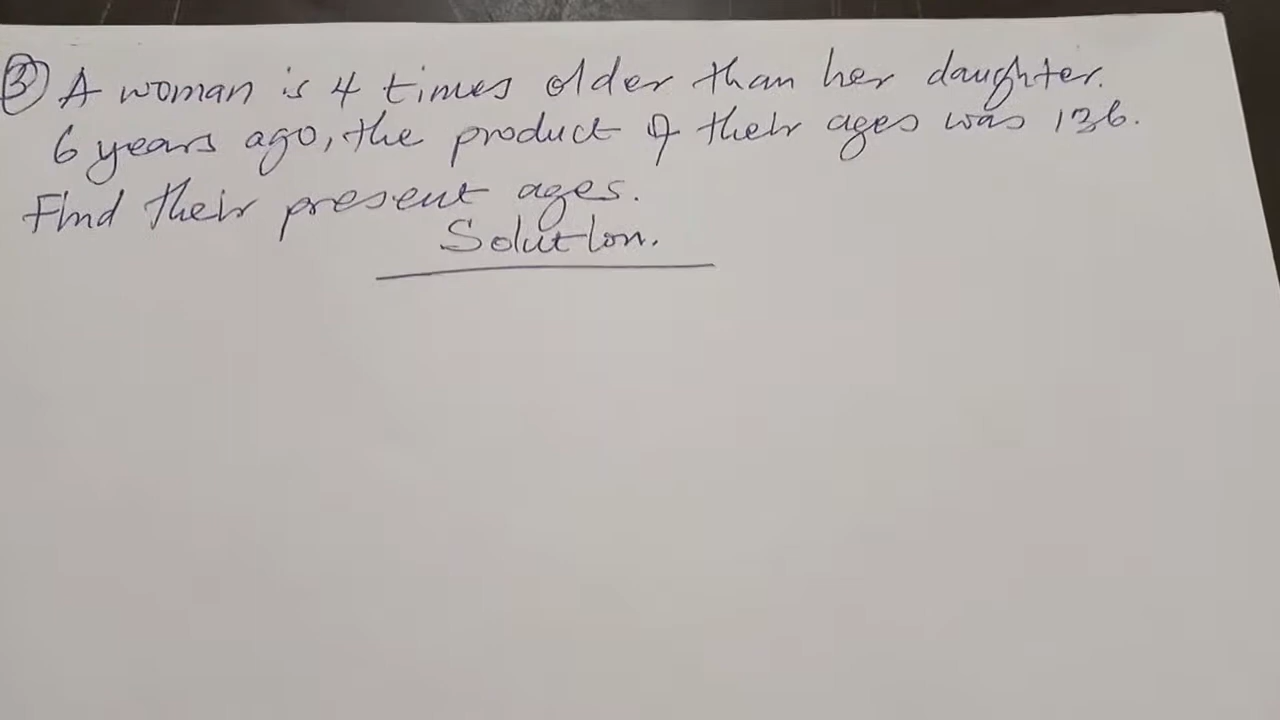 ③ A woman is 4 times older than her daughter.
6 years ago, the product of their ages was 136.
Find their present ages.
Solution.